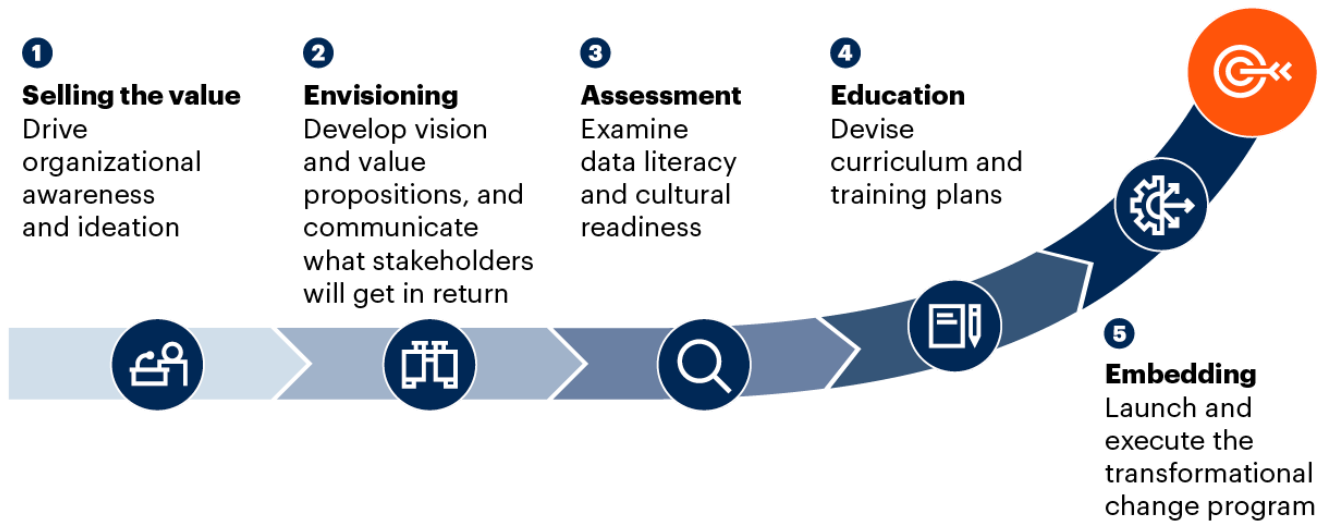 1
Selling the value
Drive
organizational
awareness
and ideation
2
Envisioning
Develop vision
and value
propositions, and
communicate
what stakeholders
will get in return
3
Assessment
Examine
data literacy
and cultural
readiness
4
Education
Devise
curriculum and
training plans
5
Embedding
Launch and
execute the
transformational
change program